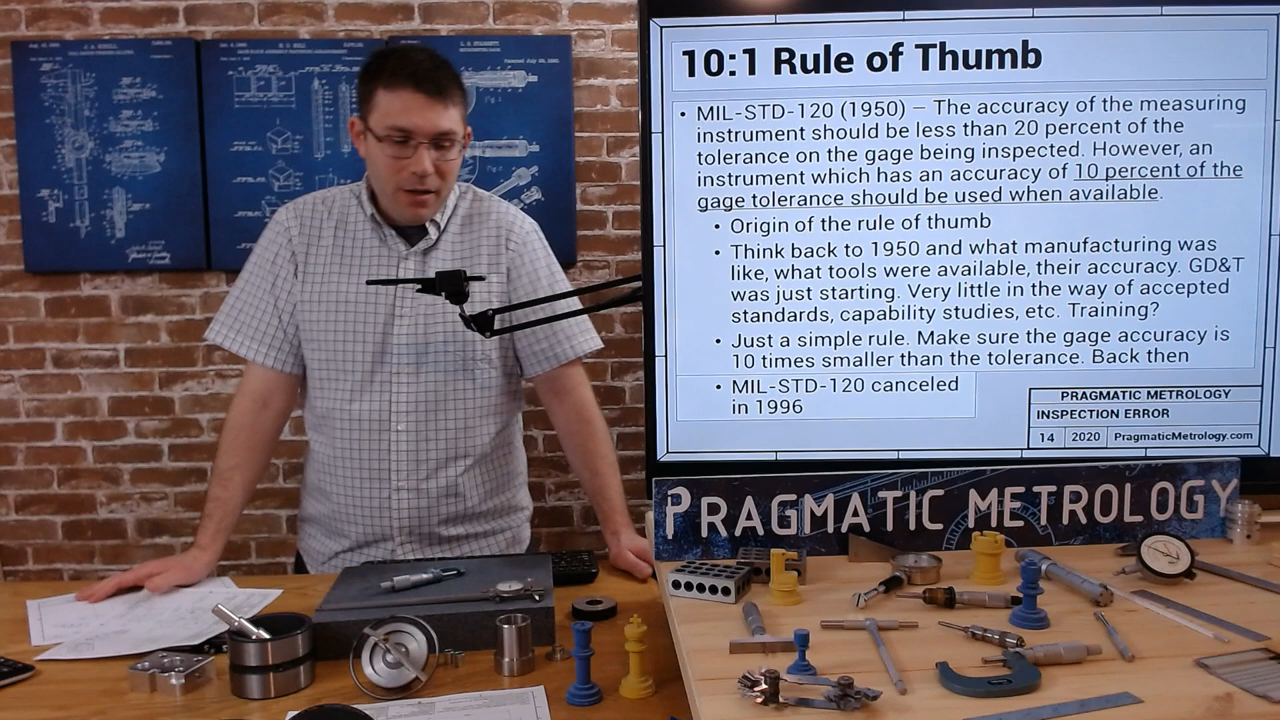 10:1 Rule of Thumb
• MIL-STD-120 (1950) – The accuracy of the measuring
instrument should be less than 20 percent of the
tolerance on the gage being inspected. However, an
instrument which has an accuracy of 10 percent of the
gage tolerance should be used when available.
• Origin of the rule of thumb
• Think back to 1950 and what manufacturing was
like, what tools were available, their accuracy. GD&T
was just starting. Very little in the way of accepted
standards, capability studies, etc. Training?
• Just a simple rule. Make sure the gage accuracy is
10 times smaller than the tolerance. Back then
• MIL-STD-120 canceled
in 1996
PRAGMATIC METROLOGY
INSPECTION ERROR
14 2020 PragmaticMetrology.com
PRAGMATIC METROLOGY